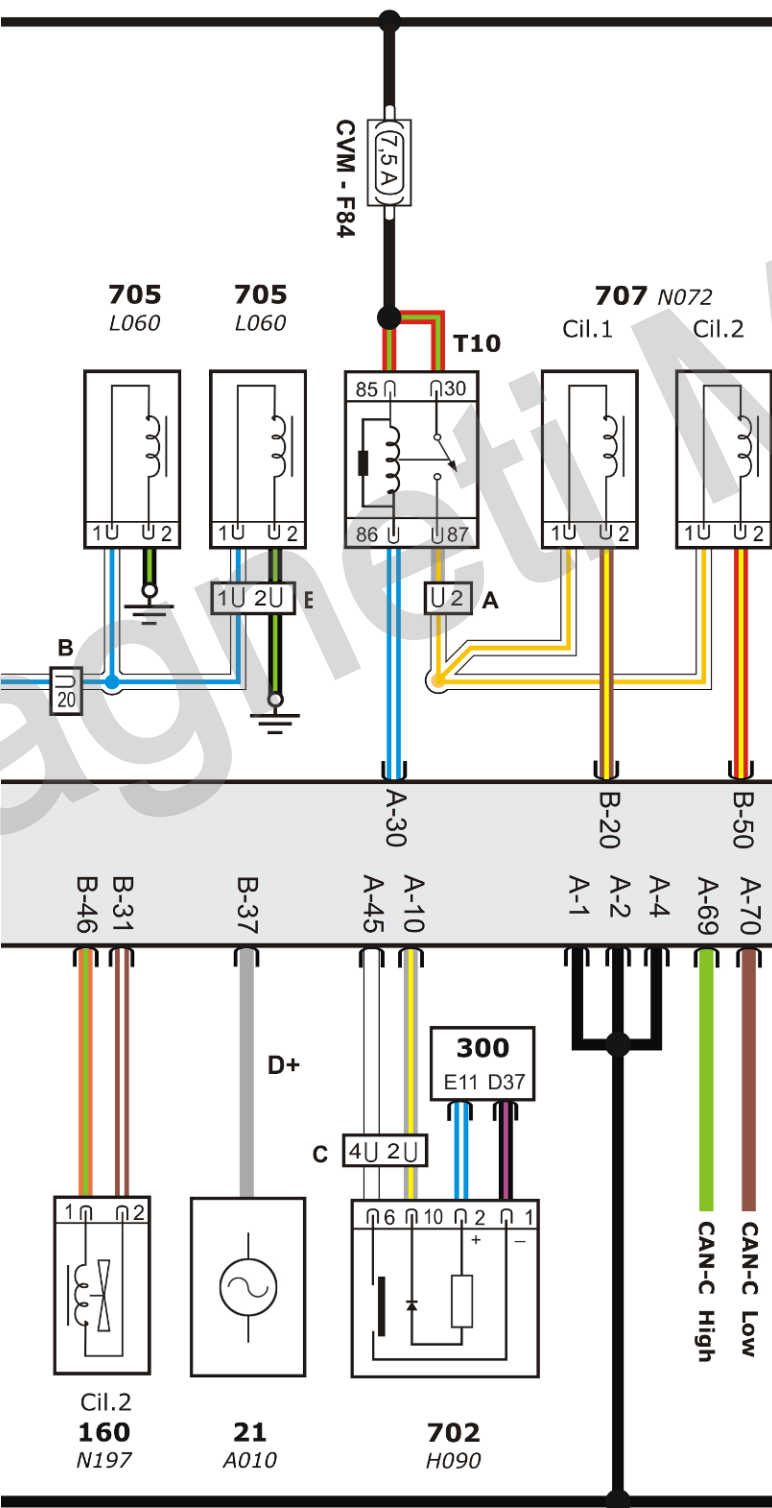 7,5 A
CVM - F84
705
L060
705
L060
T10
707 N072
Cil.1
Cil.2
85
30
86
87
1 2
1 2
1 2
1 2
1 2 E
2 A
B
20
A-30
B-20
B-50
B-46
B-31
B-37
A-45
A-10
A-1
A-2
A-4
A-69
A-70
D+
300
E11 D37
C 4 2
1 2
6 10 2 1
+ –
CAN-C High
CAN-C Low
Cil.2
160
N197
21
A010
702
H090
agneti M